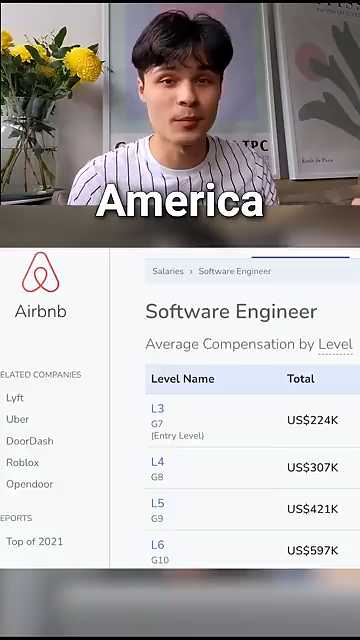 America
Airbnb
ELATED COMPANIES
Lyft
Uber
DoorDash
Roblox
Opendoor
EPORTS
Top of 2021
Salaries › Software Engineer
Software Engineer
Average Compensation by Level
Level Name Total
L3
G7
(Entry Level)
US$224K
L4
G8
US$307K
L5
G9
US$421K
L6
G10
US$597K